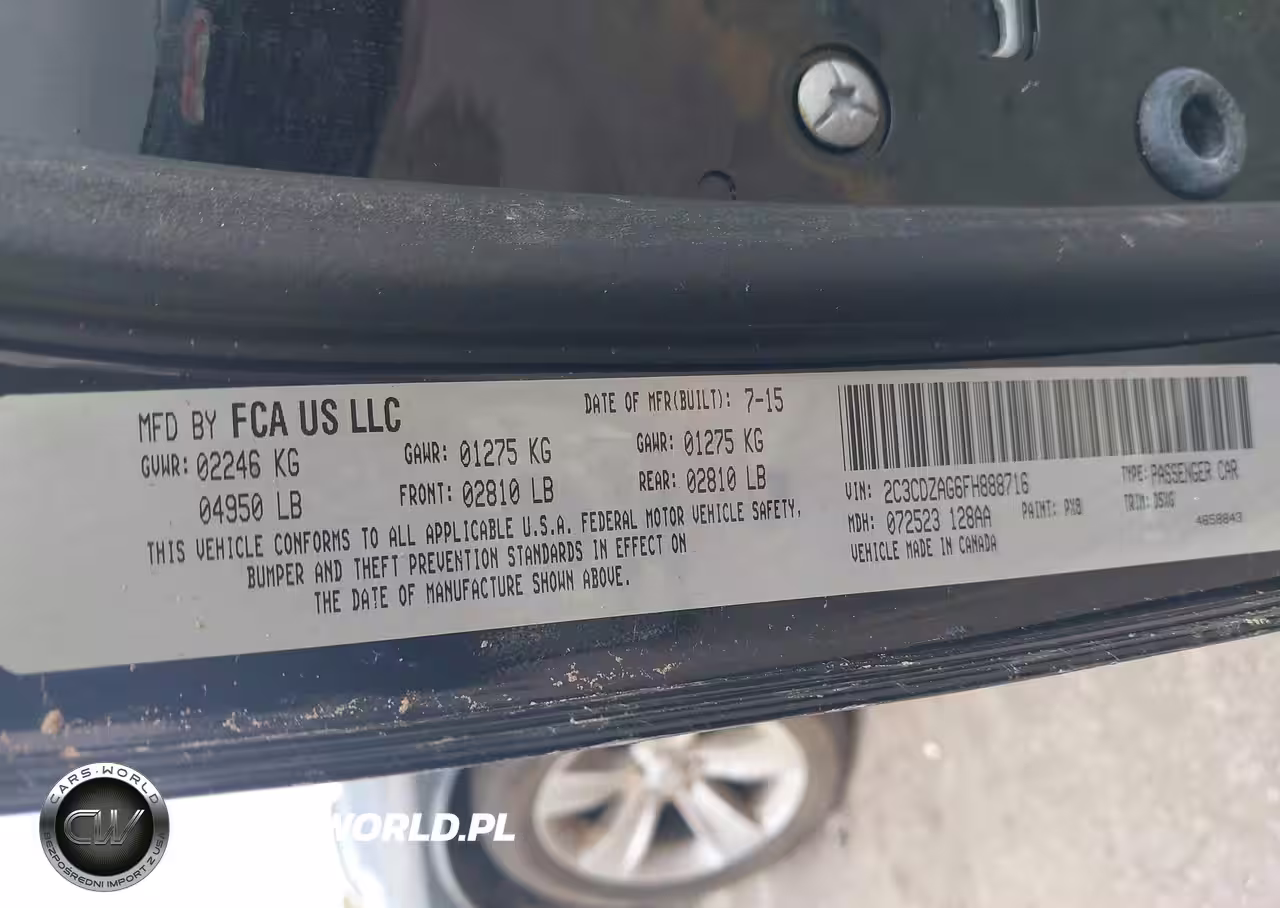 MFD BY FCA US LLC
DATE OF MFR(BUILT): 7-15
GVWR: 02246 KG
GAWR: 01275 KG
GAWR: 01275 KG
04950 LB
FRONT: 02810 LB
REAR: 02810 LB
THIS VEHICLE CONFORMS TO ALL APPLICABLE U.S.A. FEDERAL MOTOR VEHICLE SAFETY,
BUMPER AND THEFT PREVENTION STANDARDS IN EFFECT ON
THE DATE OF MANUFACTURE SHOWN ABOVE.
VIN: 2C3CDZAG6FH888716
TYPE: PASSENGER CAR
MDH: 072523 128AA
PAINT: PX8
TRIM: D5X9
VEHICLE MADE IN CANADA
4658843
CARS-WORLD
CW
BEZPOŚREDNI IMPORT Z USA
WORLD.PL